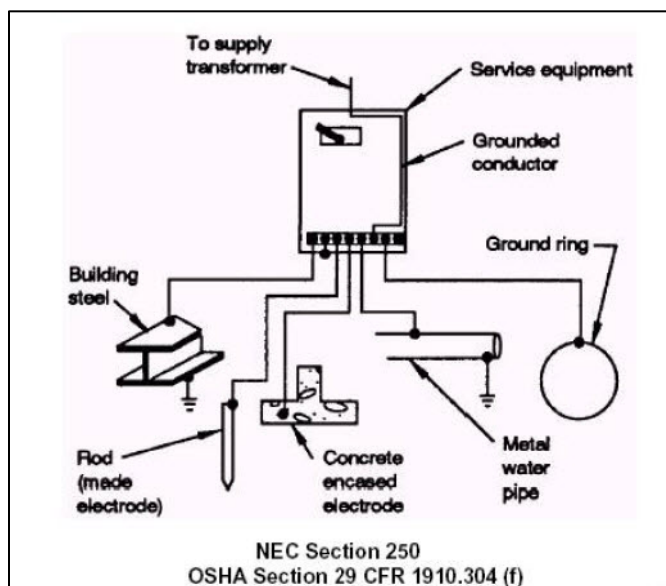 To supply
transformer
Service equipment
Grounded
conductor
Ground ring
Building
steel
Rod
(made
electrode)
Concrete
encased
electrode
Metal
water
pipe
NEC Section 250
OSHA Section 29 CFR 1910.304 (f)